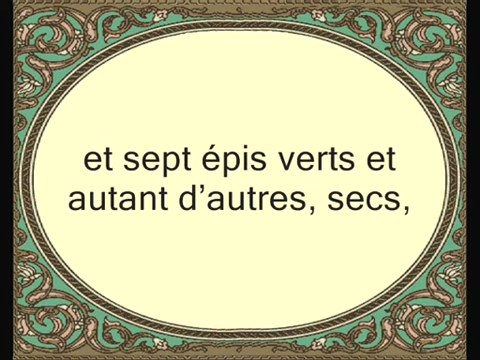 et sept épis verts et
autant d’autres, secs,